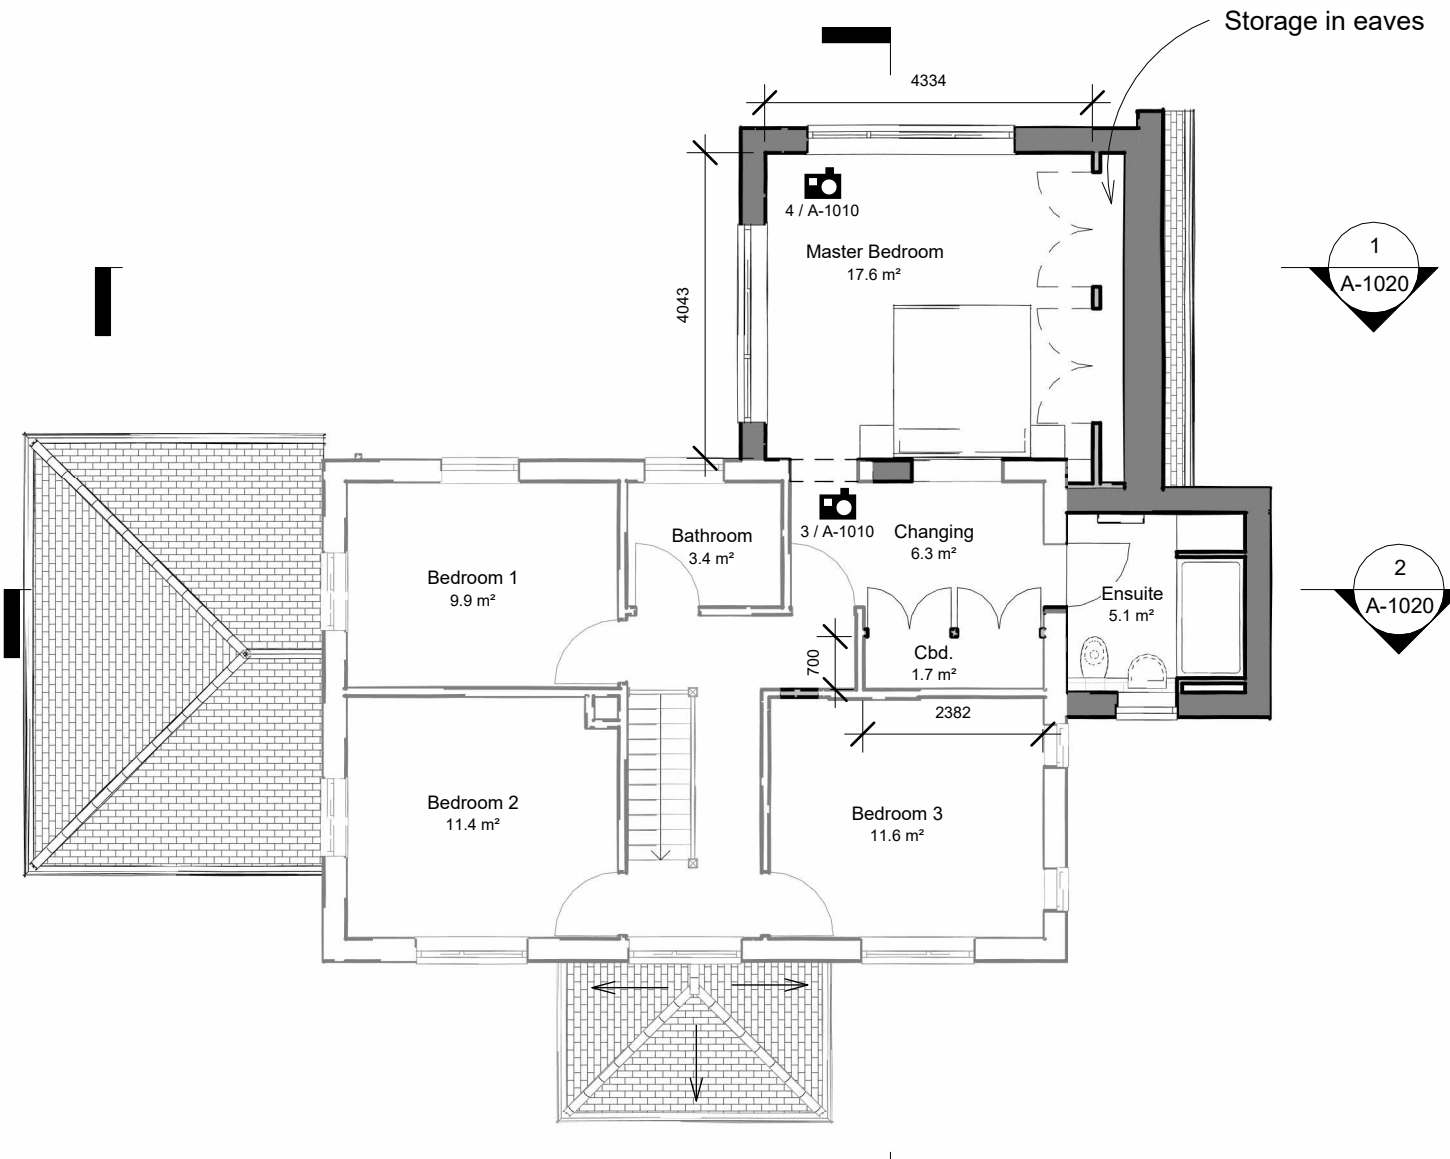 Storage in eaves
4334
4 / A-1010
Master Bedroom
17.6 m²
4043
1
A-1020
3 / A-1010
Changing
6.3 m²
Bathroom
3.4 m²
Bedroom 1
9.9 m²
2
A-1020
Ensuite
5.1 m²
700
Cbd.
1.7 m²
2382
Bedroom 2
11.4 m²
Bedroom 3
11.6 m²